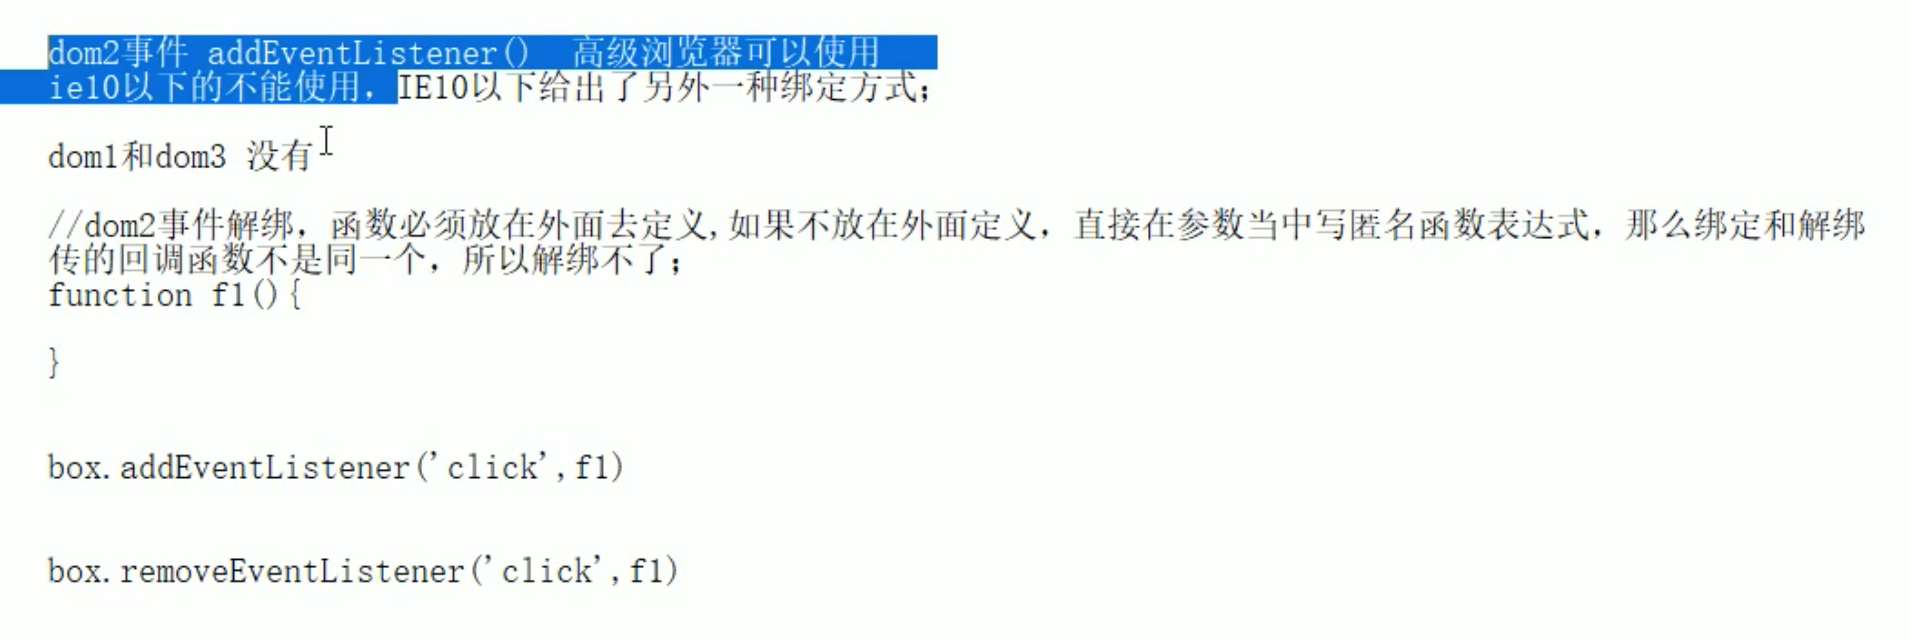 dom2事件 addEventListener()  高级浏览器可以使用
ie10以下的不能使用，IE10以下给出了另外一种绑定方式；
dom1和dom3 没有
//dom2事件解绑，函数必须放在外面去定义,如果不放在外面定义，直接在参数当中写匿名函数表达式，那么绑定和解绑
传的回调函数不是同一个，所以解绑不了；
function f1(){
}
box.addEventListener('click',f1)
box.removeEventListener('click',f1)